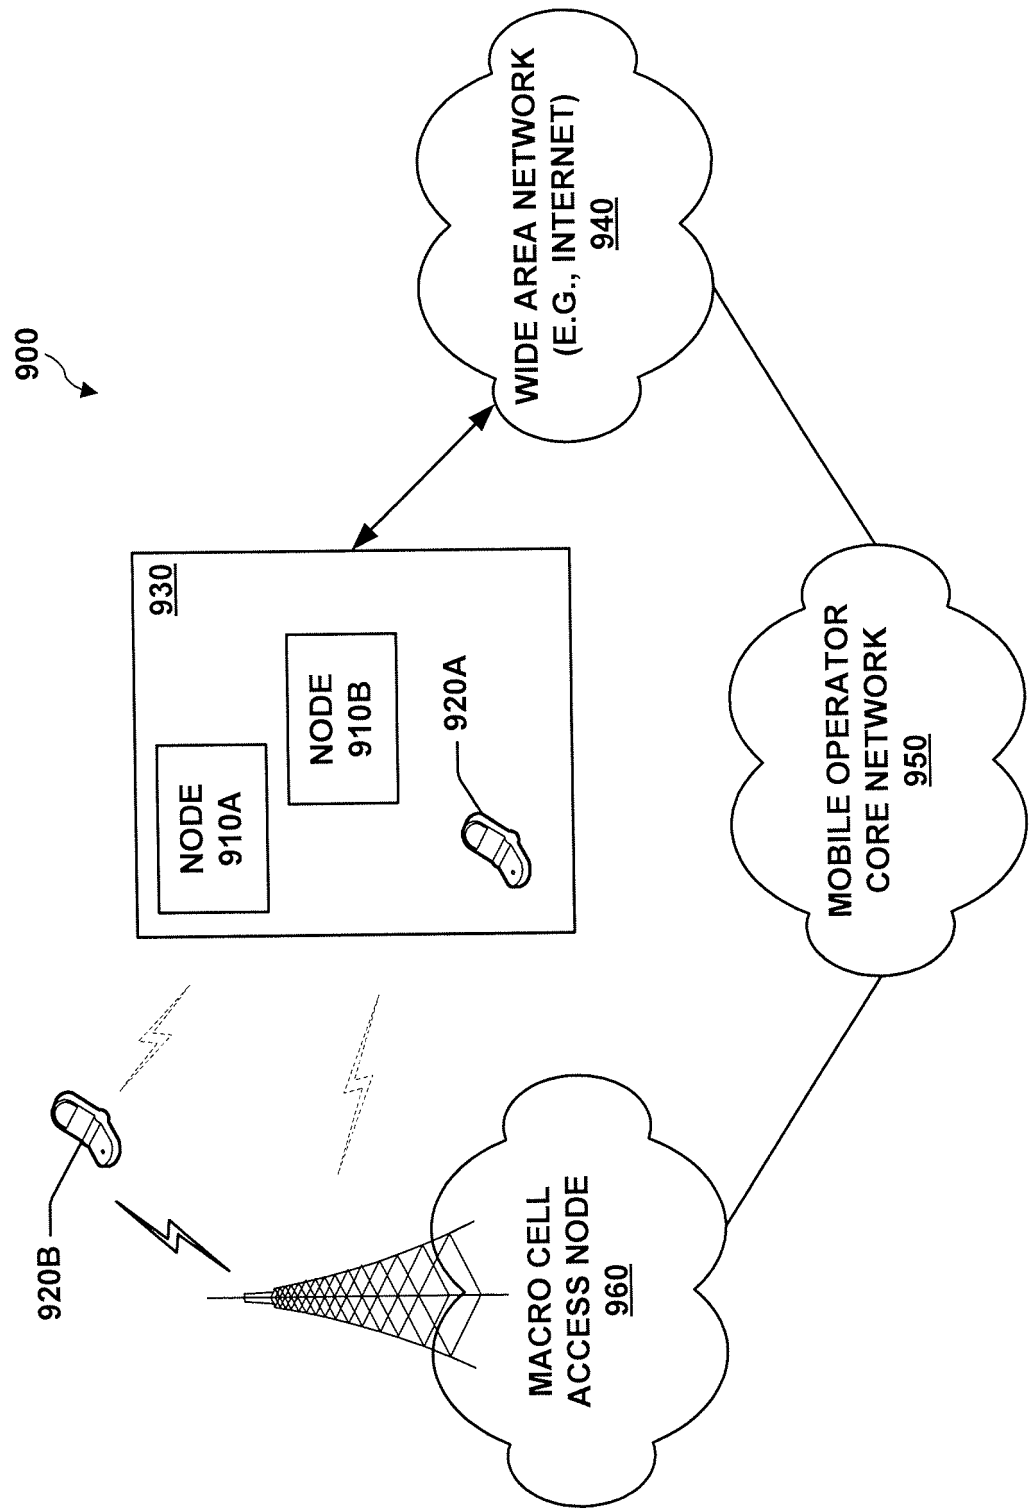 900
920B
930
NODE
910A
NODE
910B
920A
WIDE AREA NETWORK
(E.G., INTERNET)
940
MACRO CELL
ACCESS NODE
960
MOBILE OPERATOR
CORE NETWORK
950